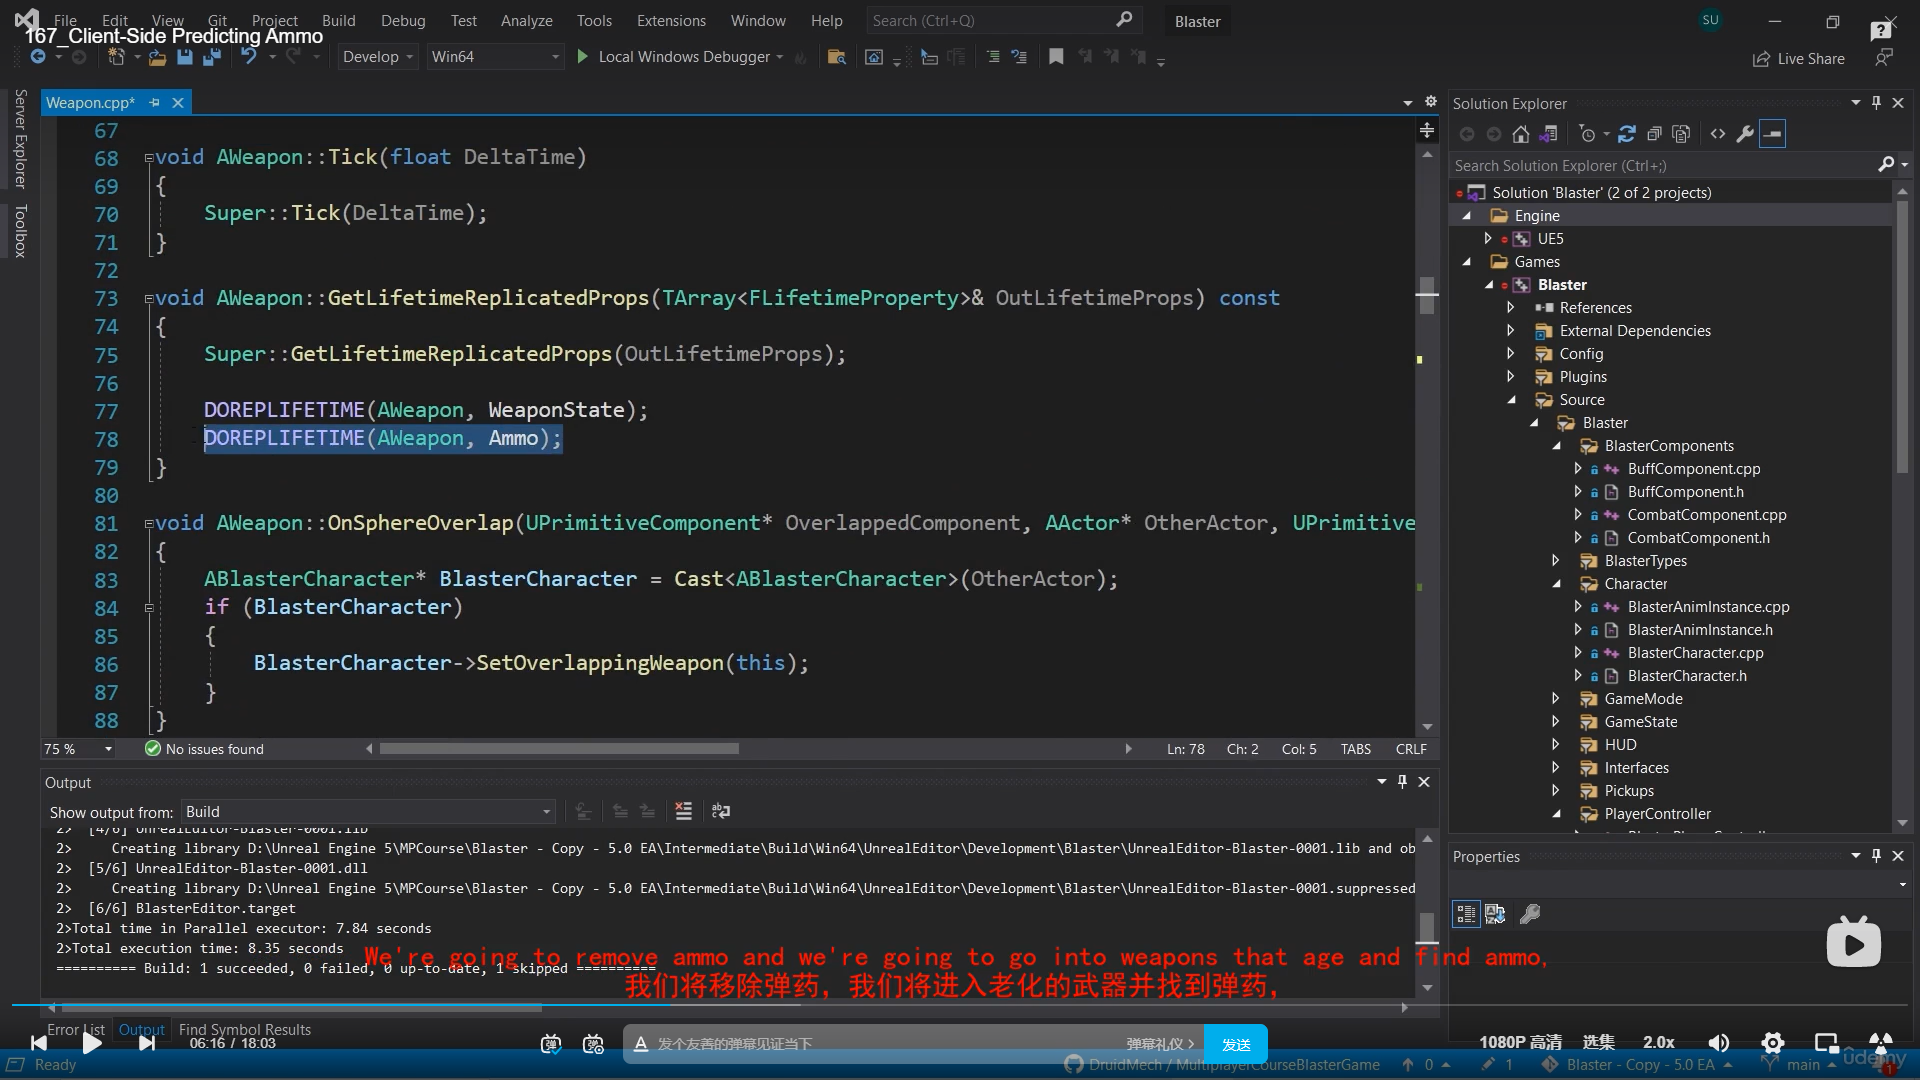 File Edit View Git Project Build Debug Test Analyze Tools Extensions Window Help Search (Ctrl+Q) Blaster SU
167_Client-Side Predicting Ammo
Develop Win64 Local Windows Debugger Live Share
Server Explorer
Toolbox
Weapon.cpp*
67
68 void AWeapon::Tick(float DeltaTime)
69 {
70 Super::Tick(DeltaTime);
71 }
72
73 void AWeapon::GetLifetimeReplicatedProps(TArray<FLifetimeProperty>& OutLifetimeProps) const
74 {
75 Super::GetLifetimeReplicatedProps(OutLifetimeProps);
76
77 DOREPLIFETIME(AWeapon, WeaponState);
78 DOREPLIFETIME(AWeapon, Ammo);
79 }
80
81 void AWeapon::OnSphereOverlap(UPrimitiveComponent* OverlappedComponent, AActor* OtherActor, UPrimitive
82 {
83 ABlasterCharacter* BlasterCharacter = Cast<ABlasterCharacter>(OtherActor);
84 if (BlasterCharacter)
85 {
86 BlasterCharacter->SetOverlappingWeapon(this);
87 }
88 }
75 % No issues found Ln: 78 Ch: 2 Col: 5 TABS CRLF
Output
Show output from: Build
2> [4/6] UnrealEditor-Blaster-0001.lib
2> Creating library D:\Unreal Engine 5\MPCourse\Blaster - Copy - 5.0 EA\Intermediate\Build\Win64\UnrealEditor\Development\Blaster\UnrealEditor-Blaster-0001.lib and ob
2> [5/6] UnrealEditor-Blaster-0001.dll
2> Creating library D:\Unreal Engine 5\MPCourse\Blaster - Copy - 5.0 EA\Intermediate\Build\Win64\UnrealEditor\Development\Blaster\UnrealEditor-Blaster-0001.suppressed
2> [6/6] BlasterEditor.target
2>Total time in Parallel executor: 7.84 seconds
2>Total execution time: 8.35 seconds
========== Build: 1 succeeded, 0 failed, 0 up-to-date, 1 skipped ==========
We're going to remove ammo and we're going to go into weapons that age and find ammo,
我们将移除弹药，我们将进入老化的武器并找到弹药，
Error List Output Find Symbol Results
06:16 / 18:03
发个友善的弹幕见证当下
弹幕礼仪 >
发送
1080P 高清 选集 2.0x
Ready
DruidMech / MultiplayerCourseBlasterGame 0 1 Blaster - Copy - 5.0 EA main
udemy
1
Solution Explorer
Search Solution Explorer (Ctrl+;)
Solution 'Blaster' (2 of 2 projects)
Engine
UE5
Games
Blaster
References
External Dependencies
Config
Plugins
Source
Blaster
BlasterComponents
BuffComponent.cpp
BuffComponent.h
CombatComponent.cpp
CombatComponent.h
BlasterTypes
Character
BlasterAnimInstance.cpp
BlasterAnimInstance.h
BlasterCharacter.cpp
BlasterCharacter.h
GameMode
GameState
HUD
Interfaces
Pickups
PlayerController
Properties